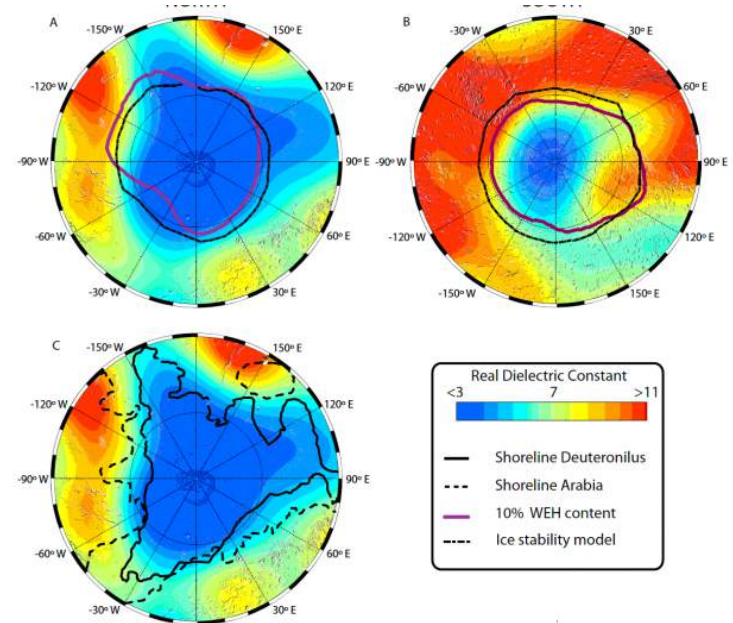 A
-150º W
150º E
-120º W
120º E
-90º W
90º E
-60º W
60º E
-30º W
30º E
B
-30º W
30º E
-60º W
60º E
-90º W
90º E
-120º W
120º E
-150º W
150º E
C
-150º W
150º E
-120º W
120º E
-90º W
90º E
-60º W
60º E
-30º W
30º E
Real Dielectric Constant
<3 7 >11
Shoreline Deuteronilus
Shoreline Arabia
10% WEH content
Ice stability model